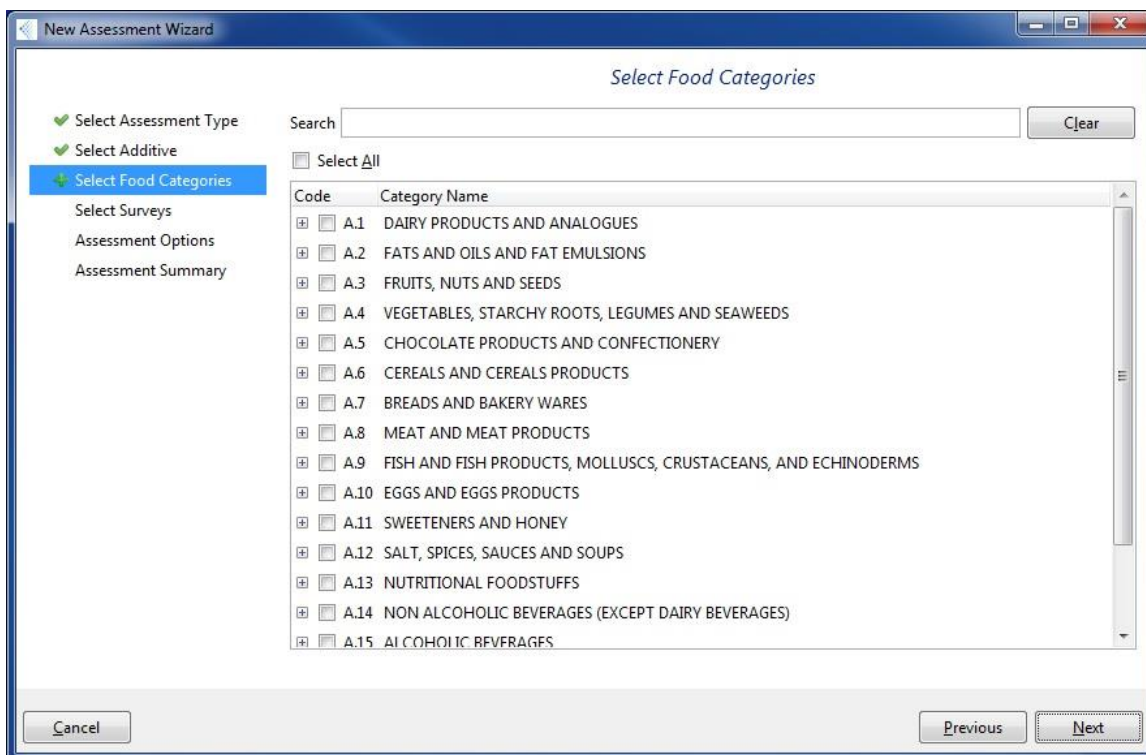 New Assessment Wizard
Select Food Categories
Select Assessment Type
Select Additive
Select Food Categories
Select Surveys
Assessment Options
Assessment Summary
Search
Clear
Select All
Code Category Name
A.1 DAIRY PRODUCTS AND ANALOGUES
A.2 FATS AND OILS AND FAT EMULSIONS
A.3 FRUITS, NUTS AND SEEDS
A.4 VEGETABLES, STARCHY ROOTS, LEGUMES AND SEAWEEDS
A.5 CHOCOLATE PRODUCTS AND CONFECTIONERY
A.6 CEREALS AND CEREALS PRODUCTS
A.7 BREADS AND BAKERY WARES
A.8 MEAT AND MEAT PRODUCTS
A.9 FISH AND FISH PRODUCTS, MOLLUSCS, CRUSTACEANS, AND ECHINODERMS
A.10 EGGS AND EGGS PRODUCTS
A.11 SWEETENERS AND HONEY
A.12 SALT, SPICES, SAUCES AND SOUPS
A.13 NUTRITIONAL FOODSTUFFS
A.14 NON ALCOHOLIC BEVERAGES (EXCEPT DAIRY BEVERAGES)
A.15 ALCOHOLIC BEVERAGES
Cancel
Previous
Next